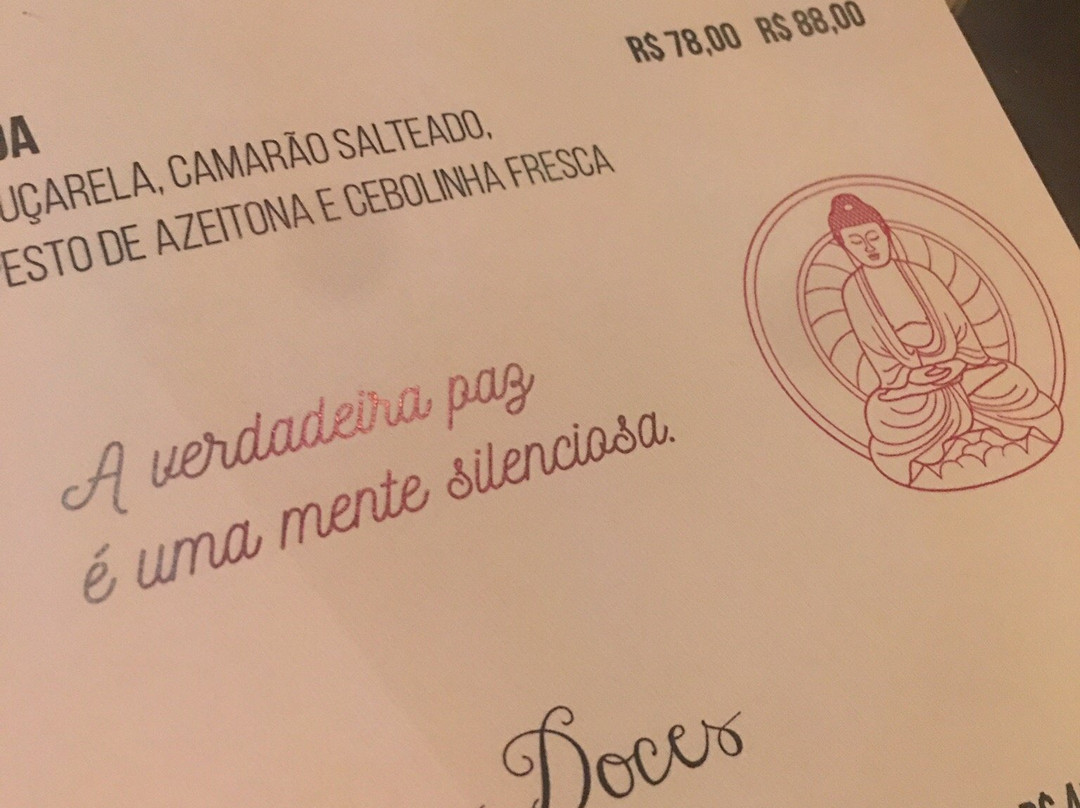 R$ 78,00 R$ 88,00
UÇARELA, CAMARÃO SALTEADO,
ESTO DE AZEITONA E CEBOLINHA FRESCA
A verdadeira paz
é uma mente silenciosa.
Doces